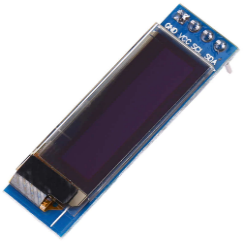 GND VCC SCL SDA